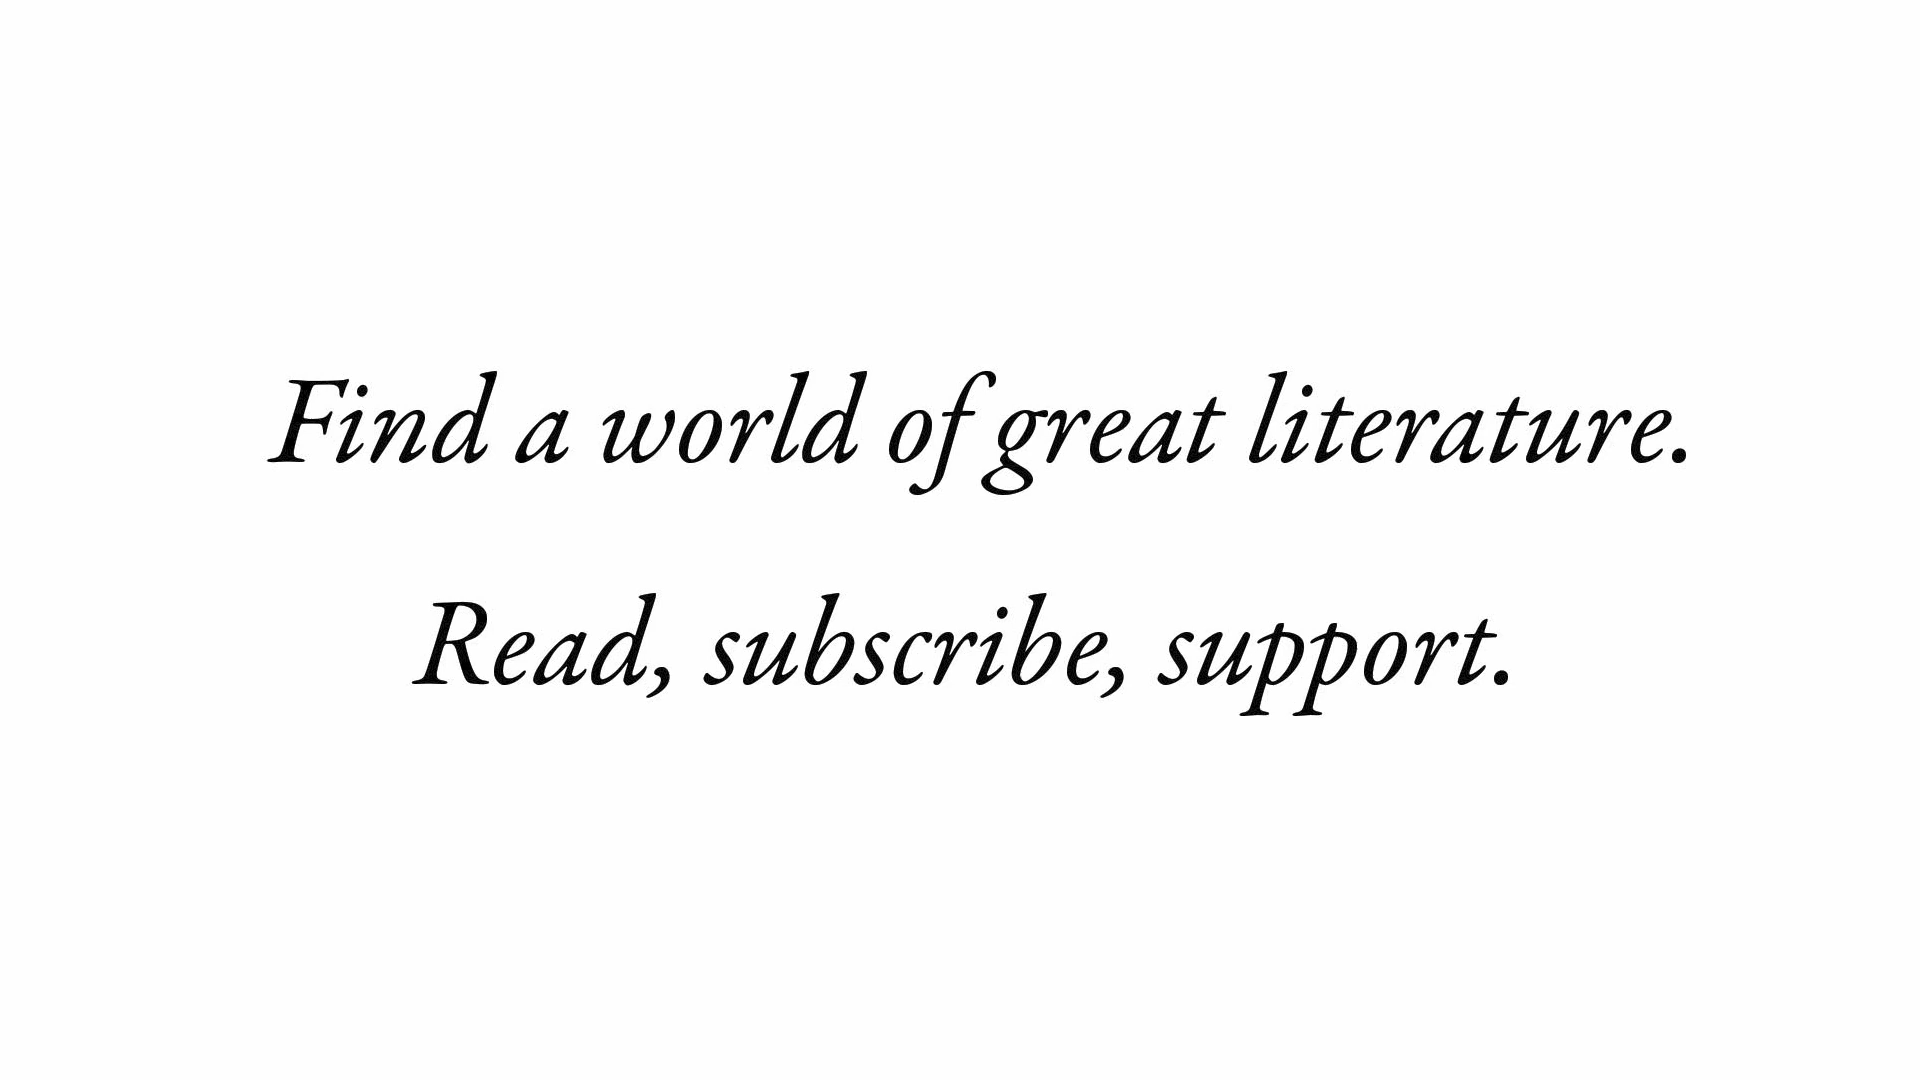 Find a world of great literature.
Read, subscribe, support.